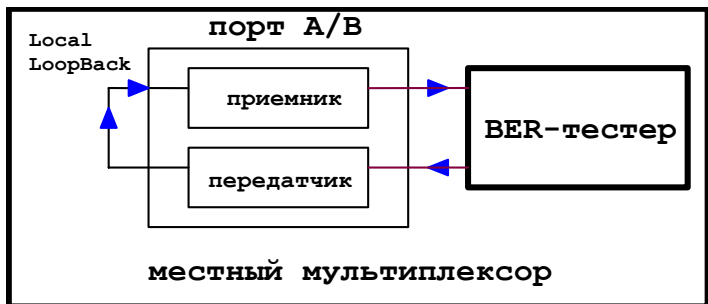 порт A/B
Local
LoopBack
приемник
BER-тестер
передатчик
местный мультиплексор